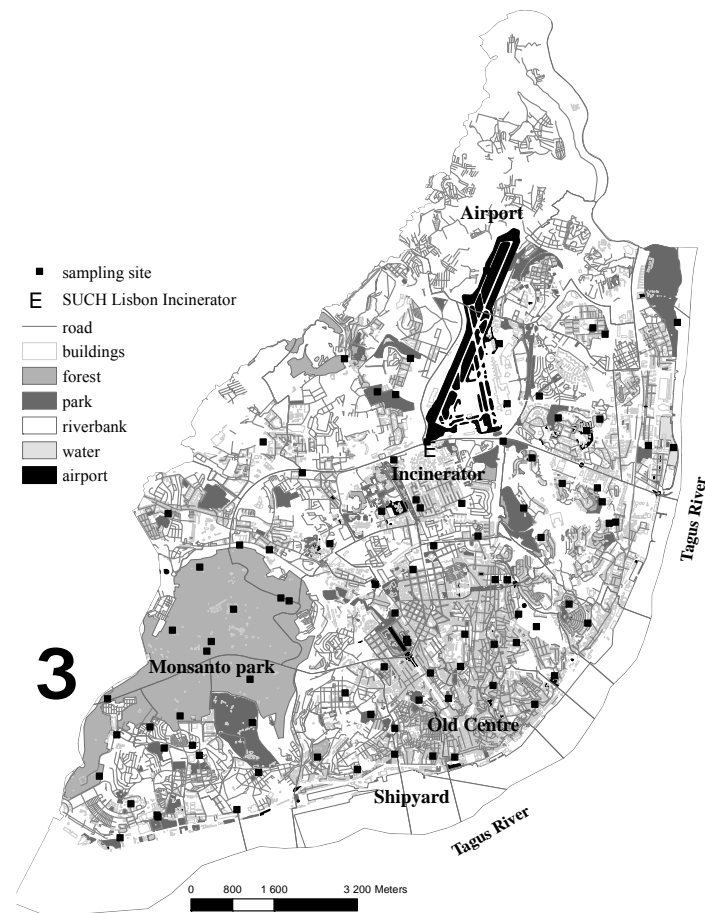 Airport
sampling site
E SUCH Lisbon Incinerator
road
buildings
forest
park
riverbank
water
airport
E
Incinerator
Tagus River
3
Monsanto park
Old Centre
Shipyard
Tagus River
0 800 1 600 3 200 Meters